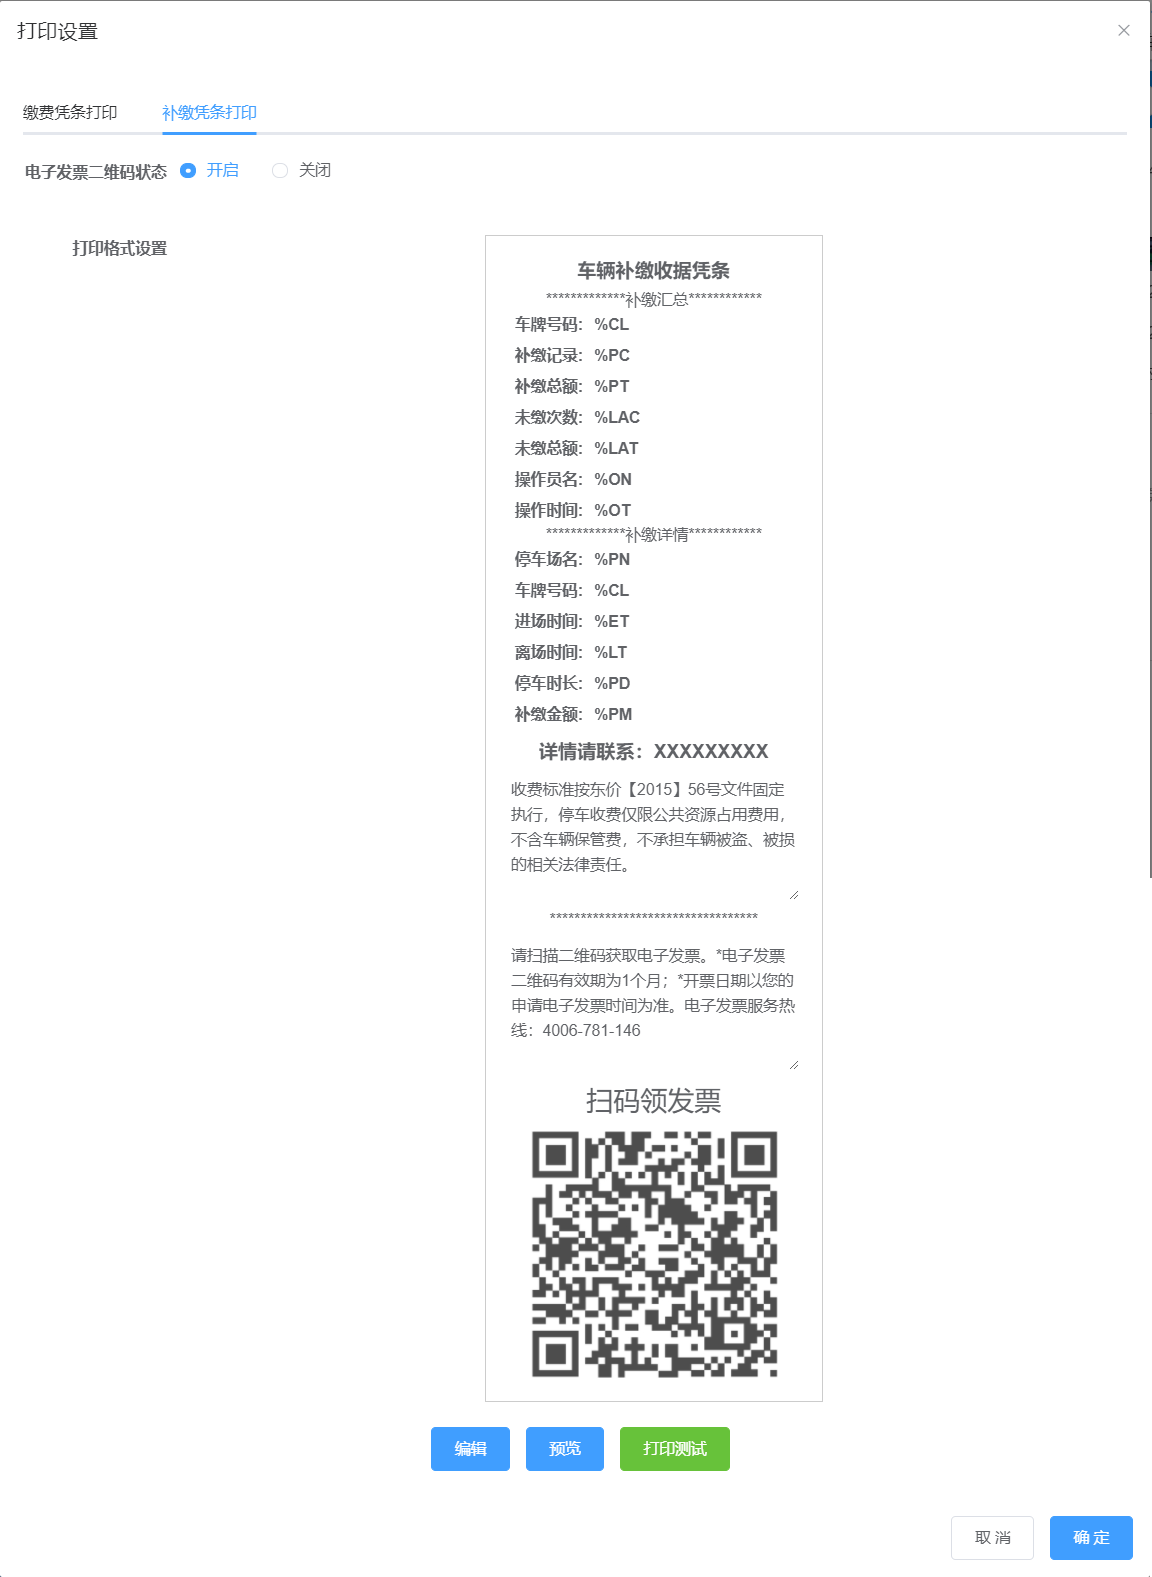 打印设置
缴费凭条打印 补缴凭条打印
电子发票二维码状态 开启 关闭
打印格式设置
车辆补缴收据凭条
*************补缴汇总************
车牌号码：%CL
补缴记录：%PC
补缴总额：%PT
未缴次数：%LAC
未缴总额：%LAT
操作员名：%ON
操作时间：%OT
*************补缴详情************
停车场名：%PN
车牌号码：%CL
进场时间：%ET
离场时间：%LT
停车时长：%PD
补缴金额：%PM
详情请联系：XXXXXXXXX
收费标准按东价【2015】56号文件固定
执行，停车收费仅限公共资源占用费用，
不含车辆保管费，不承担车辆被盗、被损
的相关法律责任。
**********************************
请扫描二维码获取电子发票。*电子发票
二维码有效期为1个月；*开票日期以您的
申请电子发票时间为准。电子发票服务热
线：4006-781-146
扫码领发票
编辑 预览 打印测试
取消 确定